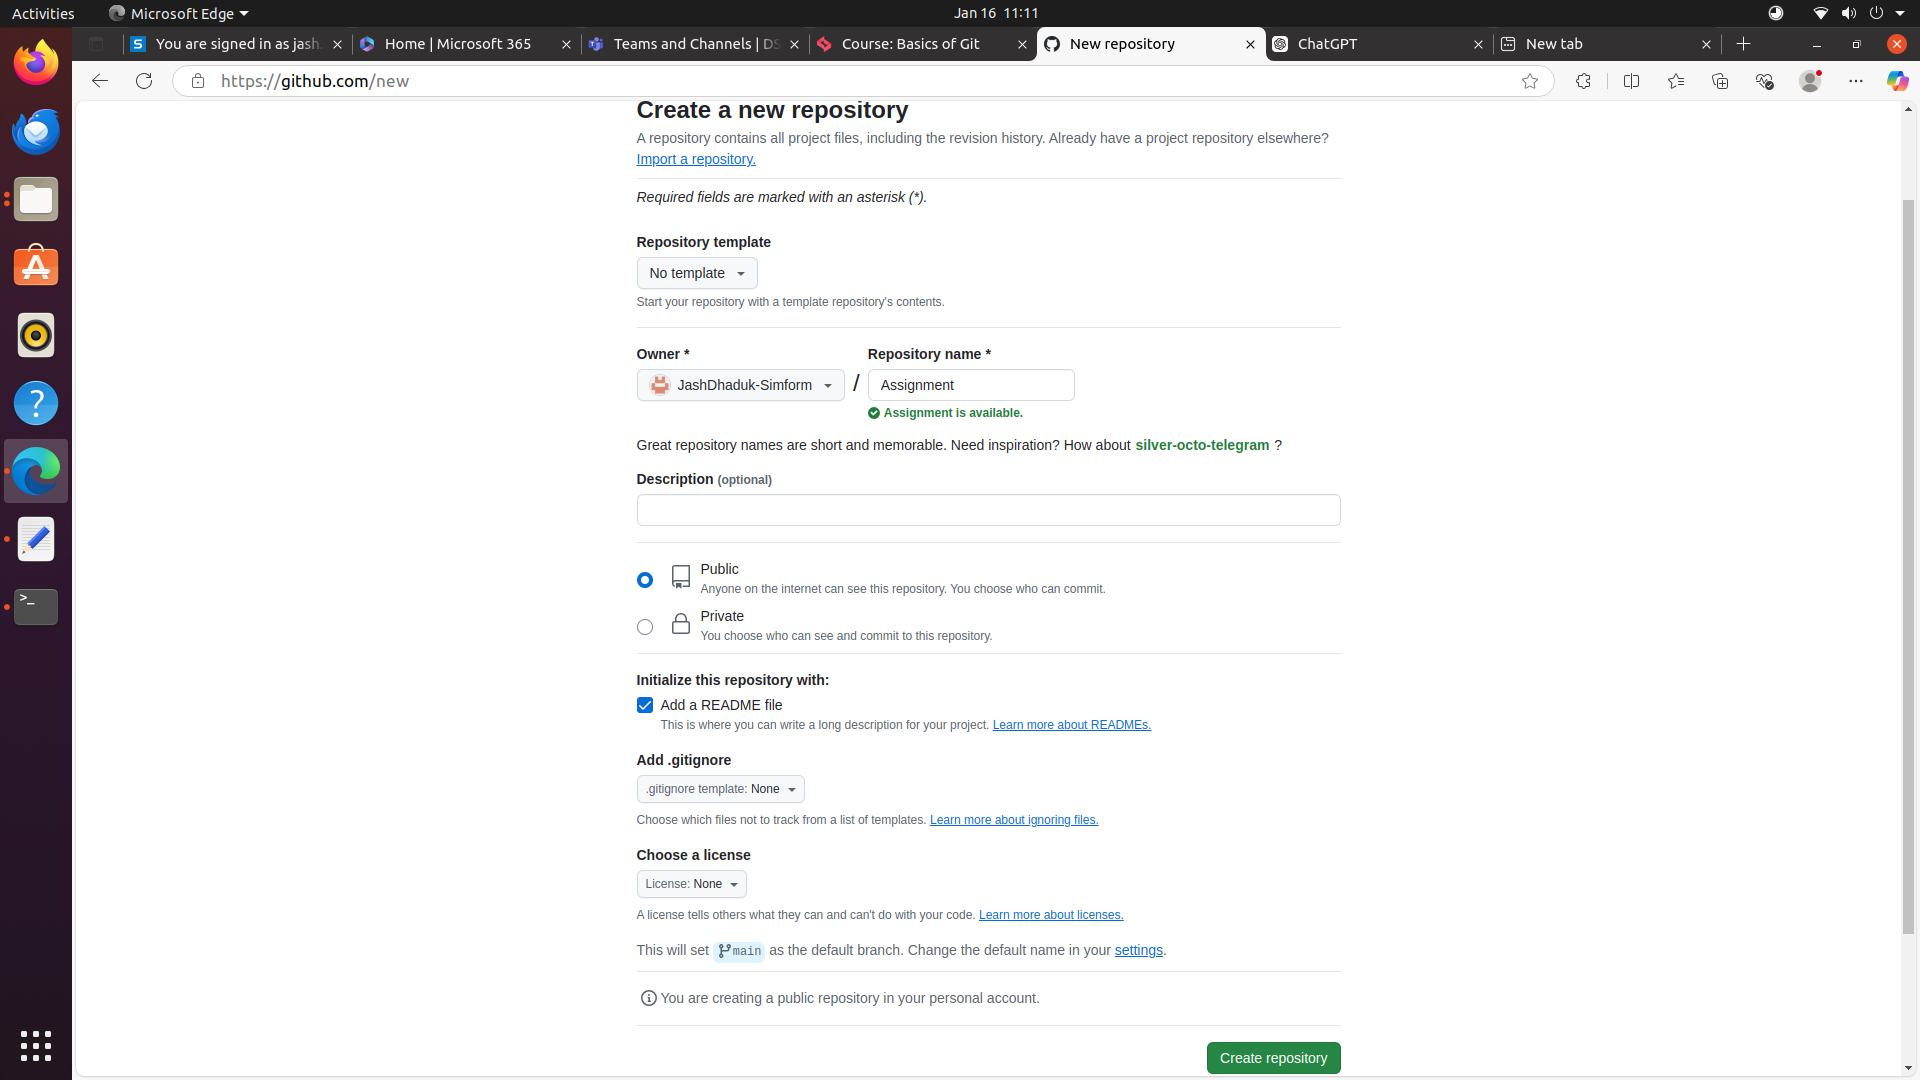 Activities
Microsoft Edge
Jan 16 11:11
You are signed in as jash
Home | Microsoft 365
Teams and Channels | DS
Course: Basics of Git
New repository
ChatGPT
New tab
https://github.com/new
Create a new repository
A repository contains all project files, including the revision history. Already have a project repository elsewhere?
Import a repository.
Required fields are marked with an asterisk (*).
Repository template
No template
Start your repository with a template repository's contents.
Owner *
Repository name *
JashDhaduk-Simform
/
Assignment
Assignment is available.
Great repository names are short and memorable. Need inspiration? How about silver-octo-telegram ?
Description (optional)
Public
Anyone on the internet can see this repository. You choose who can commit.
Private
You choose who can see and commit to this repository.
Initialize this repository with:
Add a README file
This is where you can write a long description for your project. Learn more about READMEs.
Add .gitignore
.gitignore template: None
Choose which files not to track from a list of templates. Learn more about ignoring files.
Choose a license
License: None
A license tells others what they can and can't do with your code. Learn more about licenses.
This will set main as the default branch. Change the default name in your settings.
You are creating a public repository in your personal account.
Create repository